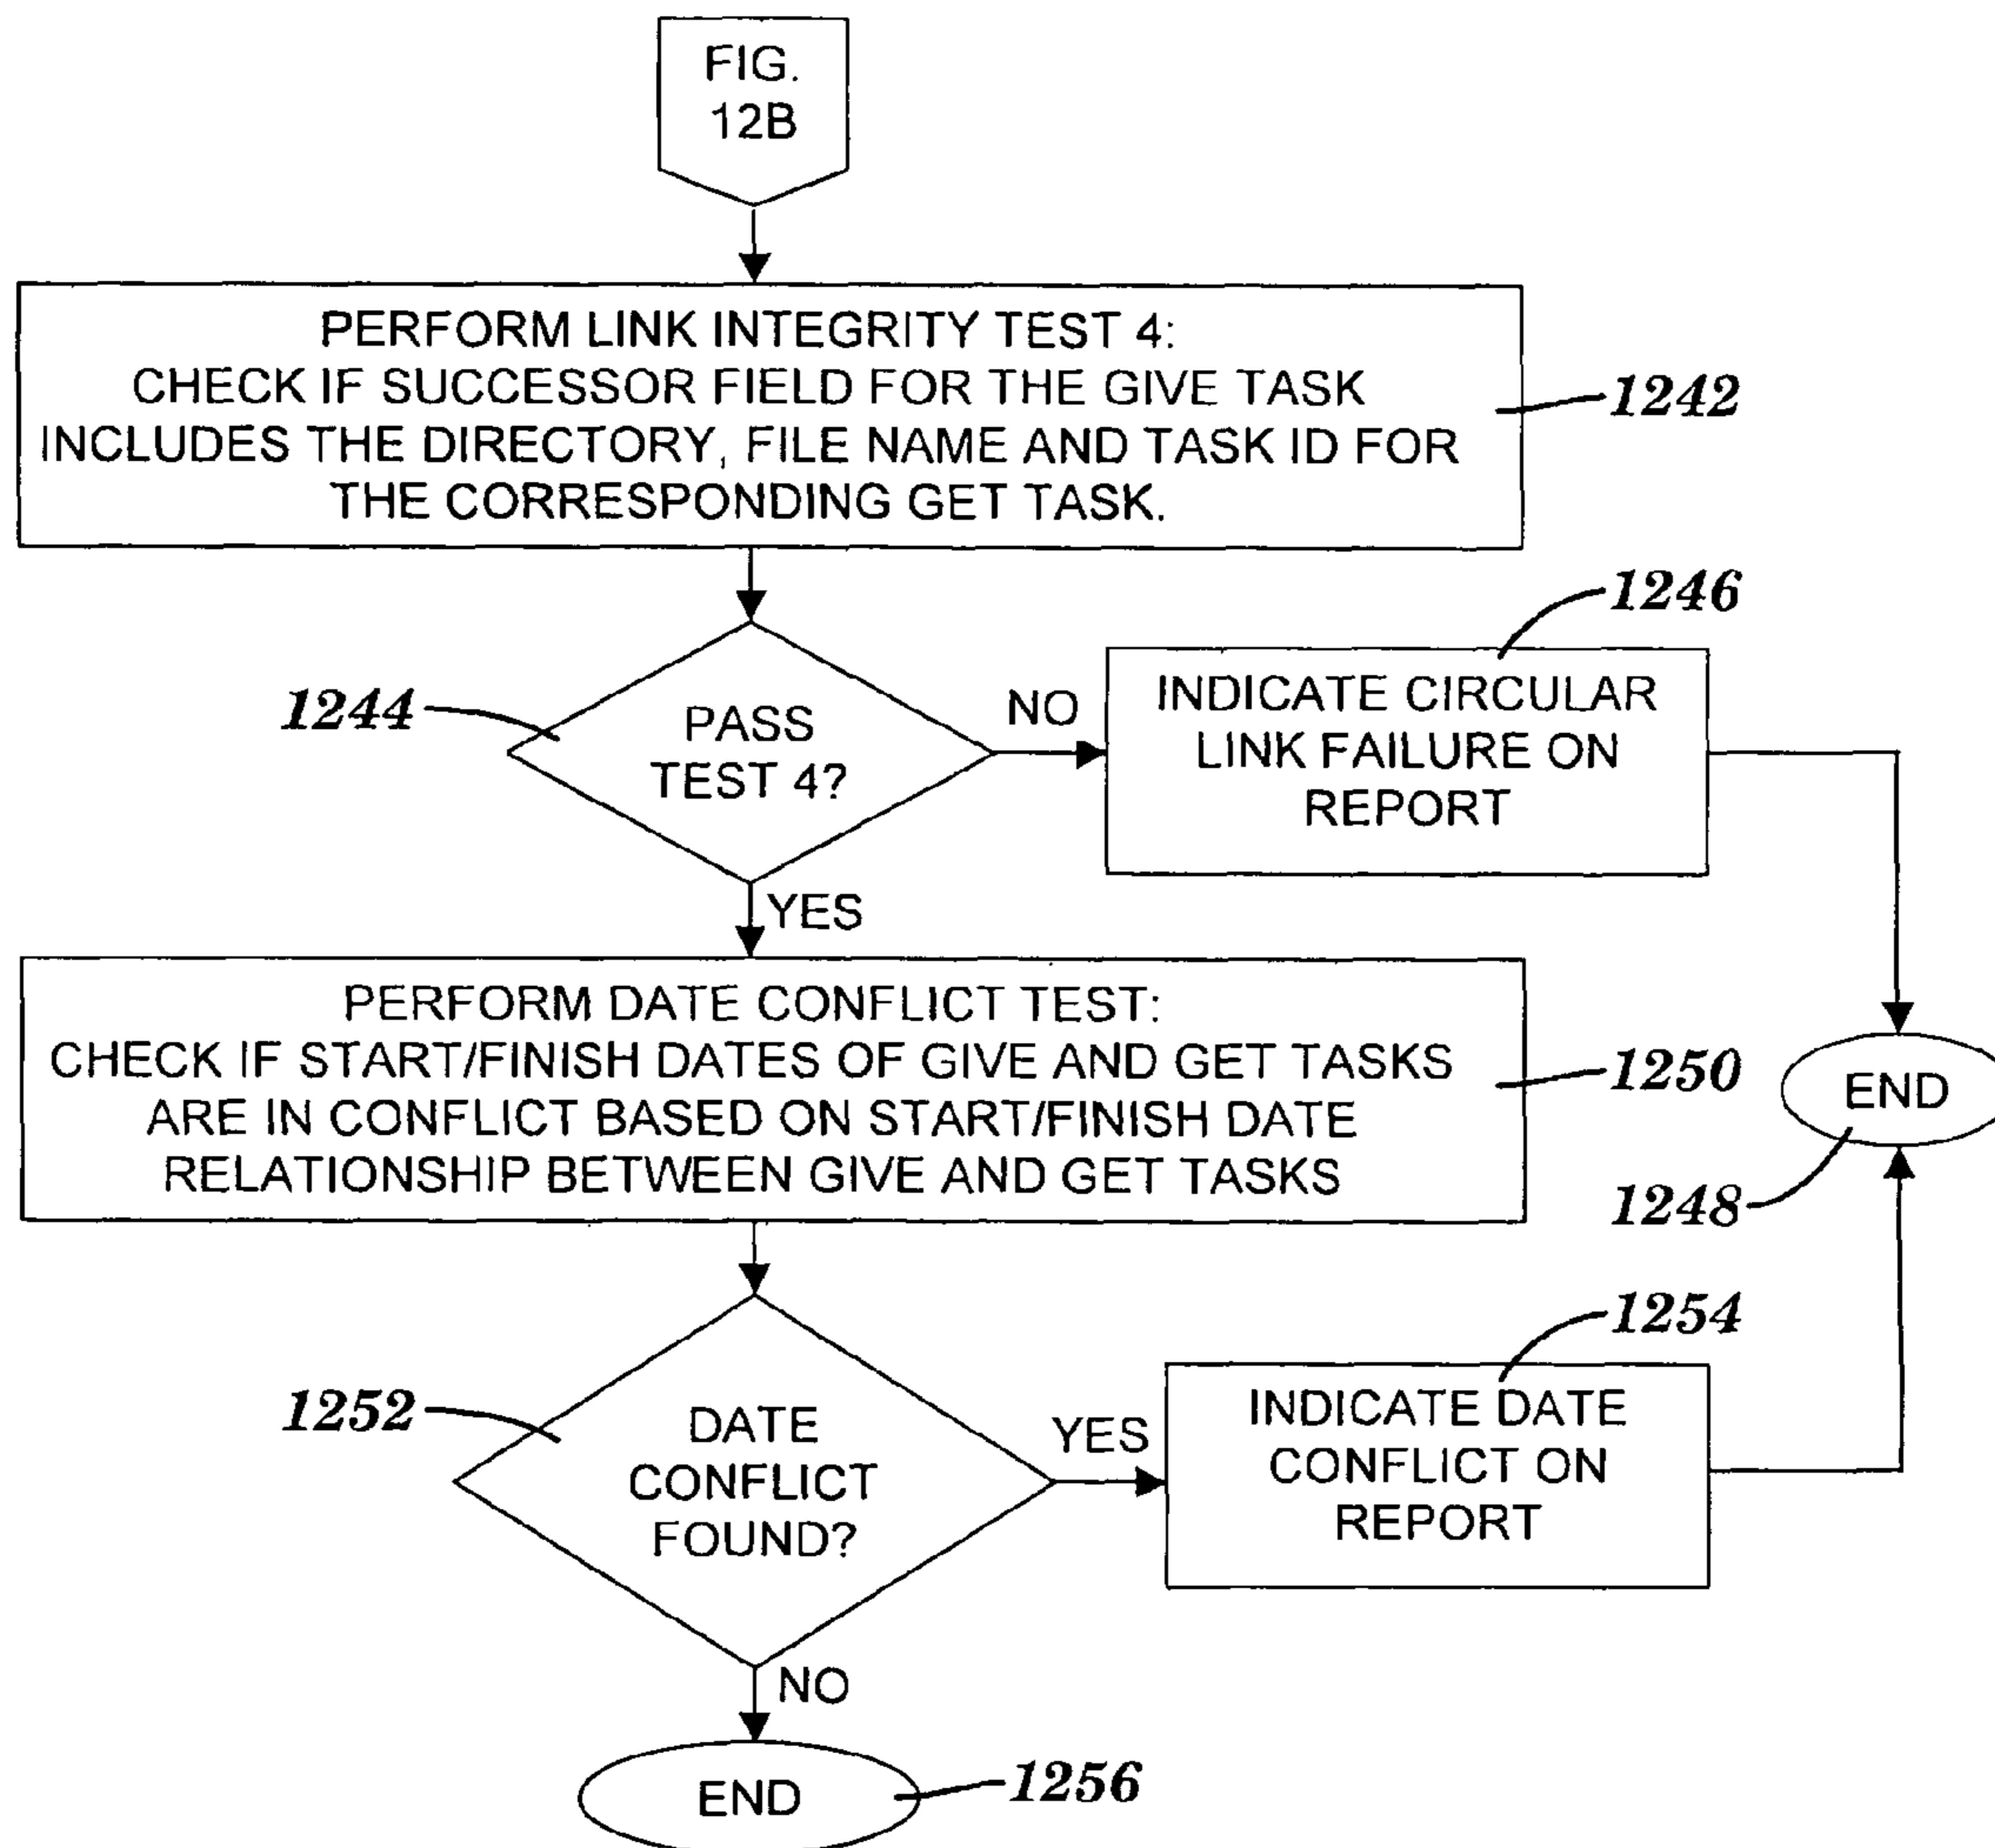 FIG.
12B
PERFORM LINK INTEGRITY TEST 4:
CHECK IF SUCCESSOR FIELD FOR THE GIVE TASK
INCLUDES THE DIRECTORY, FILE NAME AND TASK ID FOR
THE CORRESPONDING GET TASK.
1242
1246
1244
PASS
TEST 4?
NO
INDICATE CIRCULAR
LINK FAILURE ON
REPORT
YES
PERFORM DATE CONFLICT TEST:
CHECK IF START/FINISH DATES OF GIVE AND GET TASKS
ARE IN CONFLICT BASED ON START/FINISH DATE
RELATIONSHIP BETWEEN GIVE AND GET TASKS
1250
END
1248
1254
1252
DATE
CONFLICT
FOUND?
YES
INDICATE DATE
CONFLICT ON
REPORT
NO
END
1256